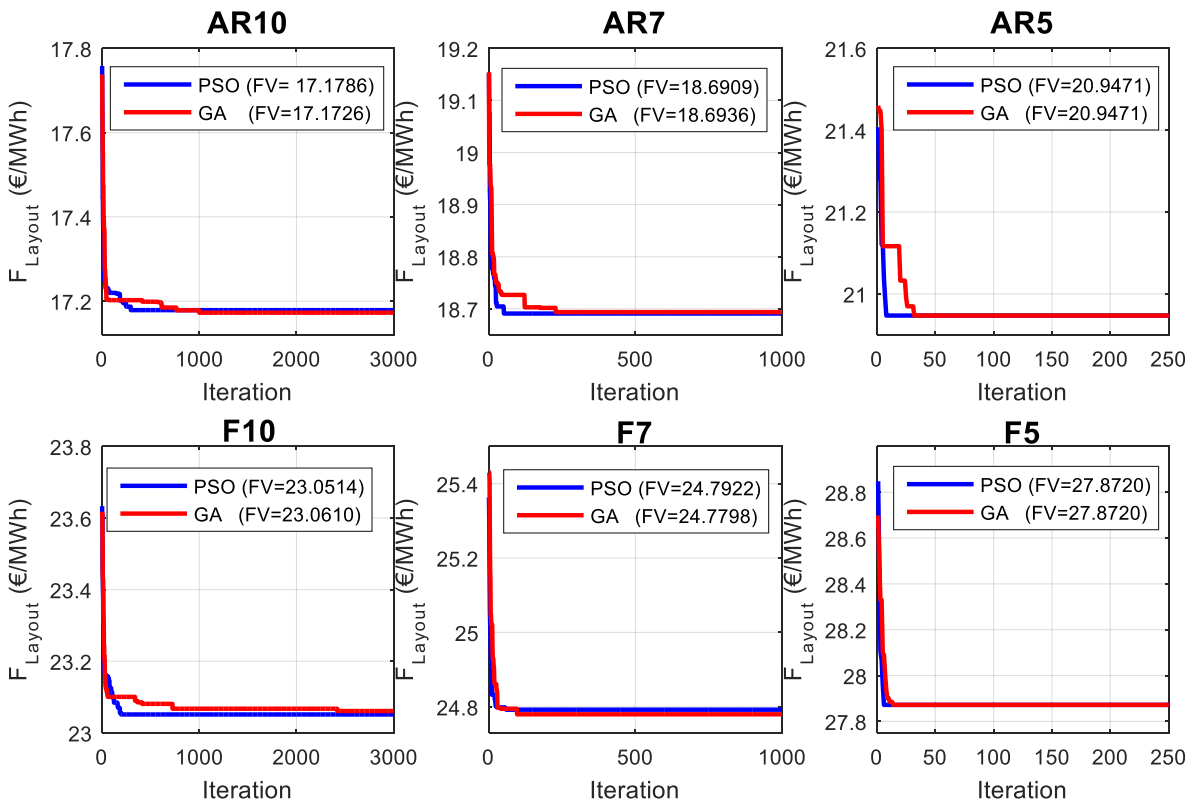 AR10
17.8
17.6
17.4
17.2
F Layout (€/MWh)
PSO (FV= 17.1786)
GA (FV=17.1726)
0 1000 2000 3000
Iteration
AR7
19.2
19.1
19
18.9
18.8
18.7
F Layout (€/MWh)
PSO (FV=18.6909)
GA (FV=18.6936)
0 500 1000
Iteration
AR5
21.6
21.4
21.2
21
F Layout (€/MWh)
PSO (FV=20.9471)
GA (FV=20.9471)
0 50 100 150 200 250
Iteration
F10
23.8
23.6
23.4
23.2
23
F Layout (€/MWh)
PSO (FV=23.0514)
GA (FV=23.0610)
0 1000 2000 3000
Iteration
F7
25.4
25.2
25
24.8
F Layout (€/MWh)
PSO (FV=24.7922)
GA (FV=24.7798)
0 500 1000
Iteration
F5
28.8
28.6
28.4
28.2
28
27.8
F Layout (€/MWh)
PSO (FV=27.8720)
GA (FV=27.8720)
0 50 100 150 200 250
Iteration